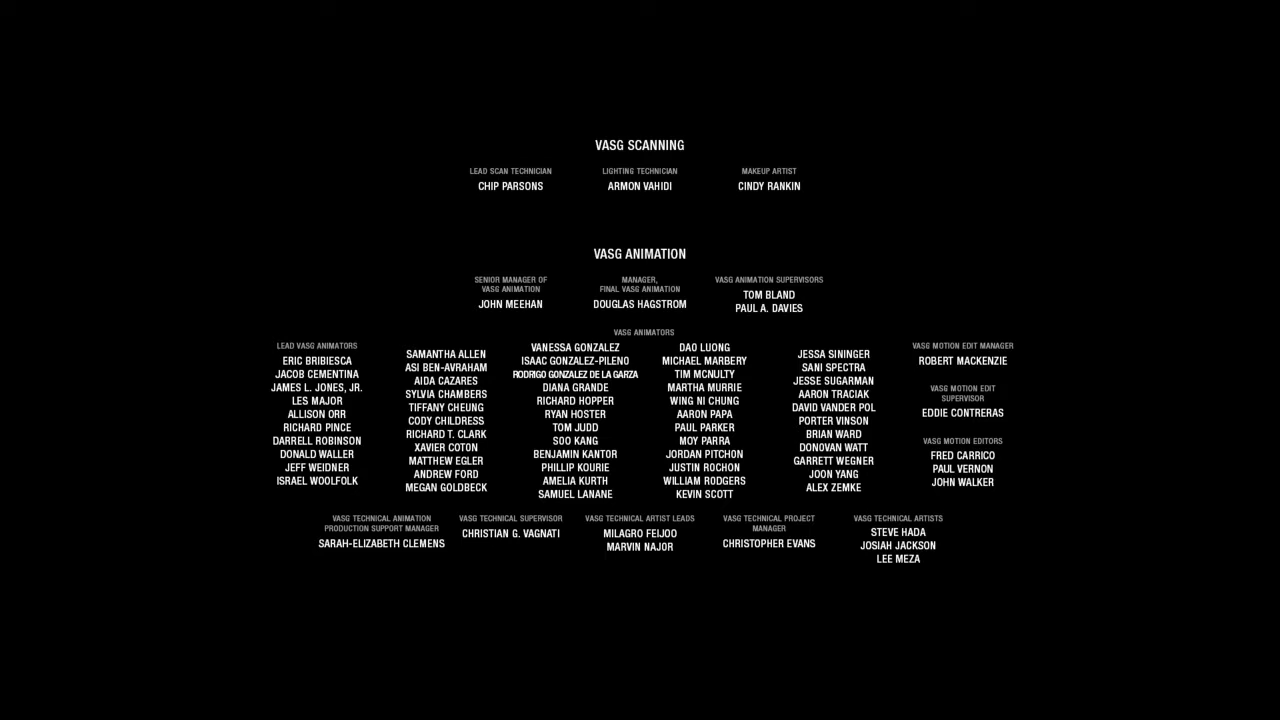 VASG SCANNING
LEAD SCAN TECHNICIAN
CHIP PARSONS
LIGHTING TECHNICIAN
ARMON VAHIDI
MAKEUP ARTIST
CINDY RANKIN
VASG ANIMATION
SENIOR MANAGER OF
VASG ANIMATION
JOHN MEEHAN
MANAGER,
FINAL VASG ANIMATION
DOUGLAS HAGSTROM
VASG ANIMATION SUPERVISORS
TOM BLAND
PAUL A. DAVIES
LEAD VASG ANIMATORS
ERIC BRIBIESCA
JACOB CEMENTINA
JAMES L. JONES, JR.
LES MAJOR
ALLISON ORR
RICHARD PINCE
DARRELL ROBINSON
DONALD WALLER
JEFF WEIDNER
ISRAEL WOOLFOLK
VASG ANIMATORS
SAMANTHA ALLEN
ASI BEN-AVRAHAM
AIDA CAZARES
SYLVIA CHAMBERS
TIFFANY CHEUNG
CODY CHILDRESS
RICHARD T. CLARK
XAVIER COTON
MATTHEW EGLER
ANDREW FORD
MEGAN GOLDBECK
VANESSA GONZALEZ
ISAAC GONZALEZ-PILENO
RODRIGO GONZALEZ DE LA GARZA
DIANA GRANDE
RICHARD HOPPER
RYAN HOSTER
TOM JUDD
SOO KANG
BENJAMIN KANTOR
PHILLIP KOURIE
AMELIA KURTH
SAMUEL LANANE
DAO LUONG
MICHAEL MARBERY
TIM MCNULTY
MARTHA MURRIE
WING NI CHUNG
AARON PAPA
PAUL PARKER
MOY PARRA
JORDAN PITCHON
JUSTIN ROCHON
WILLIAM RODGERS
KEVIN SCOTT
JESSA SININGER
SANI SPECTRA
JESSE SUGARMAN
AARON TRACIAK
DAVID VANDER POL
PORTER VINSON
BRIAN WARD
DONOVAN WATT
GARRETT WEGNER
JOON YANG
ALEX ZEMKE
VASG MOTION EDIT MANAGER
ROBERT MACKENZIE
VASG MOTION EDIT
SUPERVISOR
EDDIE CONTRERAS
VASG MOTION EDITORS
FRED CARRICO
PAUL VERNON
JOHN WALKER
VASG TECHNICAL ANIMATION
PRODUCTION SUPPORT MANAGER
SARAH-ELIZABETH CLEMENS
VASG TECHNICAL SUPERVISOR
CHRISTIAN G. VAGNATI
VASG TECHNICAL ARTIST LEADS
MILAGRO FEIJOO
MARVIN NAJOR
VASG TECHNICAL PROJECT
MANAGER
CHRISTOPHER EVANS
VASG TECHNICAL ARTISTS
STEVE HADA
JOSIAH JACKSON
LEE MEZA